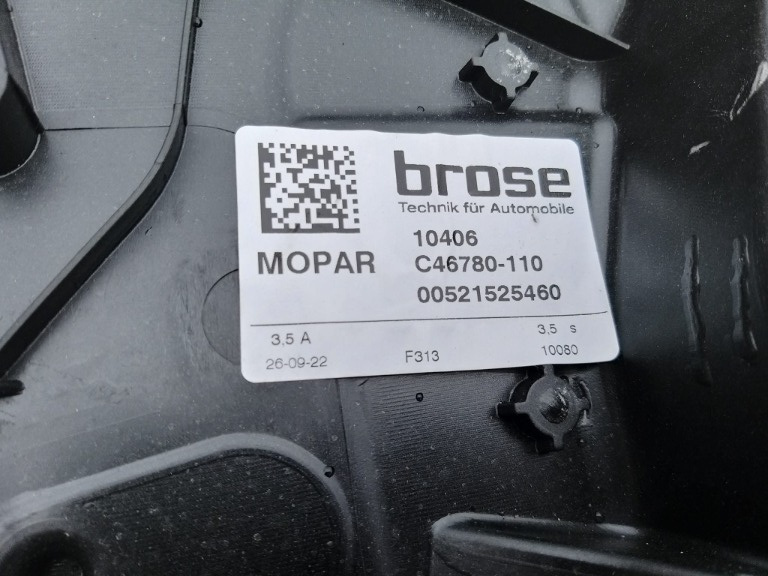 brose
Technik für Automobile
10406
MOPAR C46780-110
00521525460
3,5 A 3,5 s
26-09-22 F313 10080